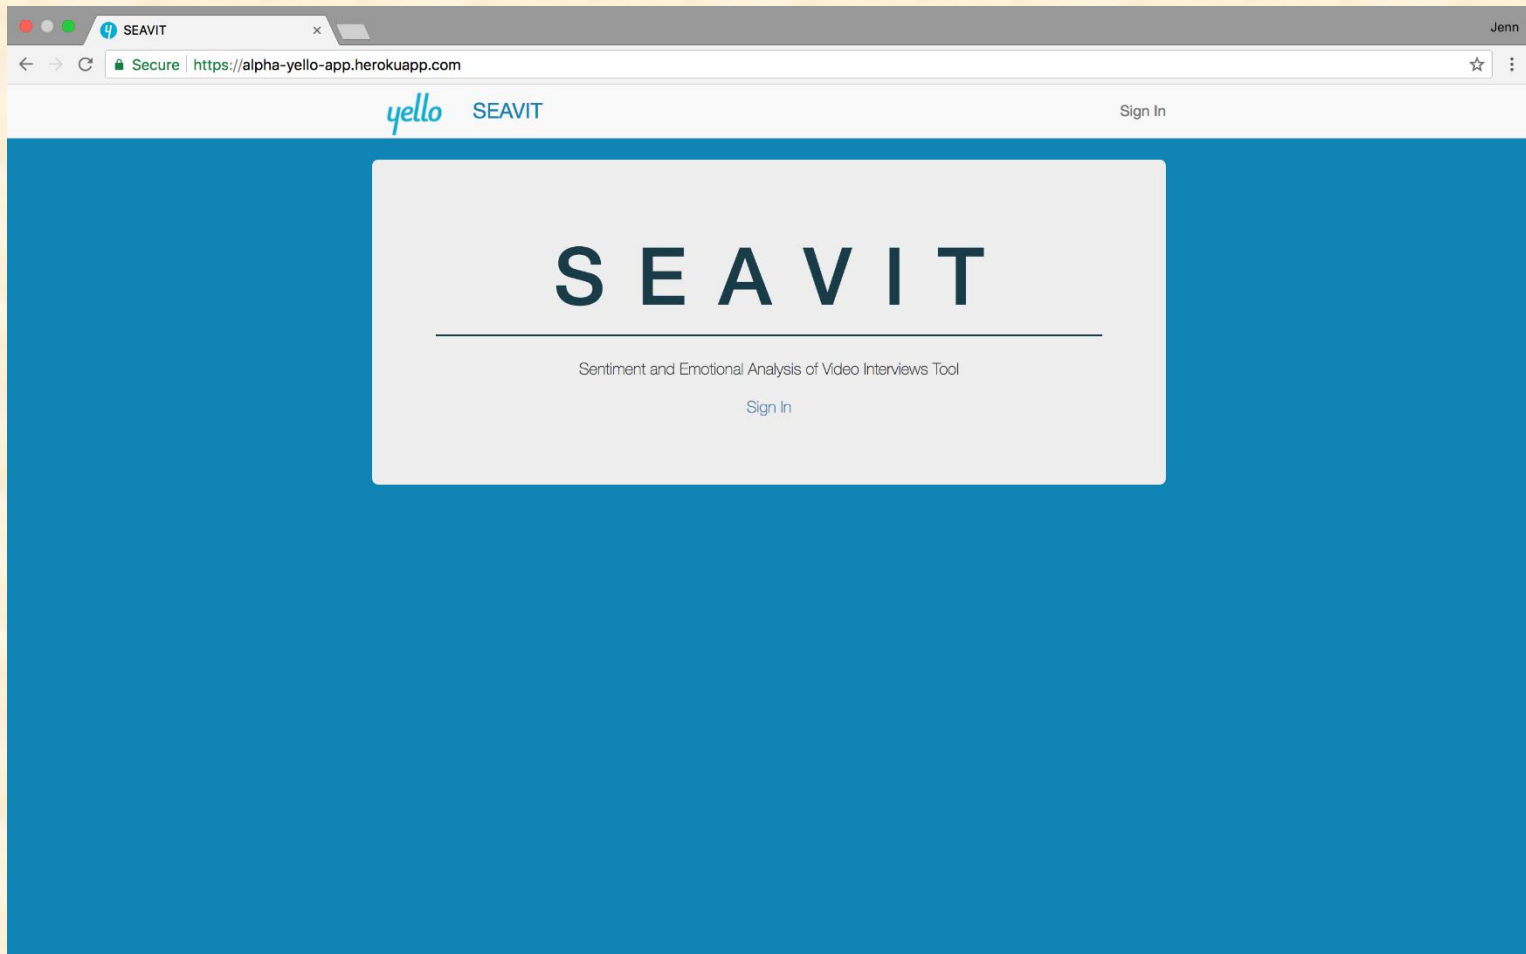 SEAVIT
Jenn
Secure https://alpha-yello-app.herokuapp.com
yello SEAVIT Sign In
SEAVIT
Sentiment and Emotional Analysis of Video Interviews Tool
Sign In